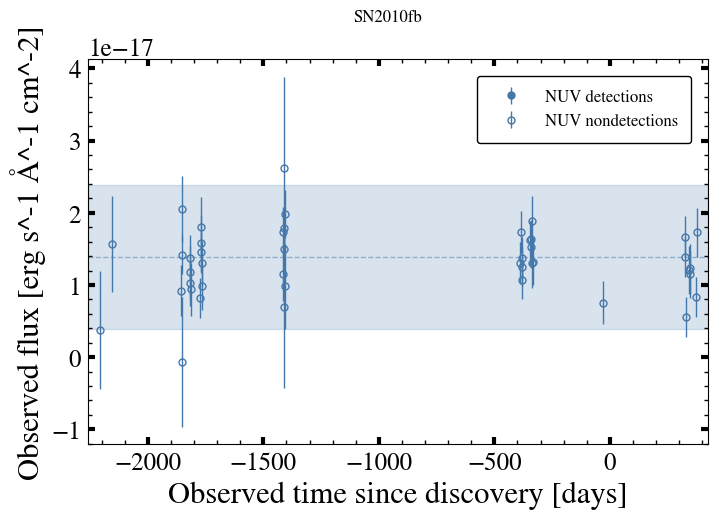 SN2010fb
1e−17
Observed flux [erg s^-1 Å^-1 cm^-2]
4
3
2
1
0
−1
NUV detections
NUV nondetections
−2000 −1500 −1000 −500 0
Observed time since discovery [days]